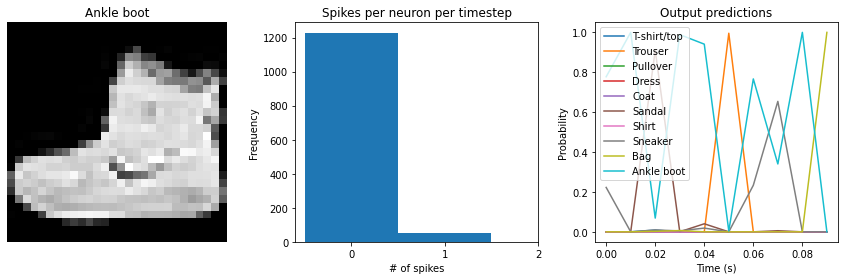 Ankle boot
Spikes per neuron per timestep
Frequency
1200
1000
800
600
400
200
0
0
1
2
# of spikes
Output predictions
Probability
1.0
0.8
0.6
0.4
0.2
0.0
T-shirt/top
Trouser
Pullover
Dress
Coat
Sandal
Shirt
Sneaker
Bag
Ankle boot
0.00
0.02
0.04
0.06
0.08
Time (s)